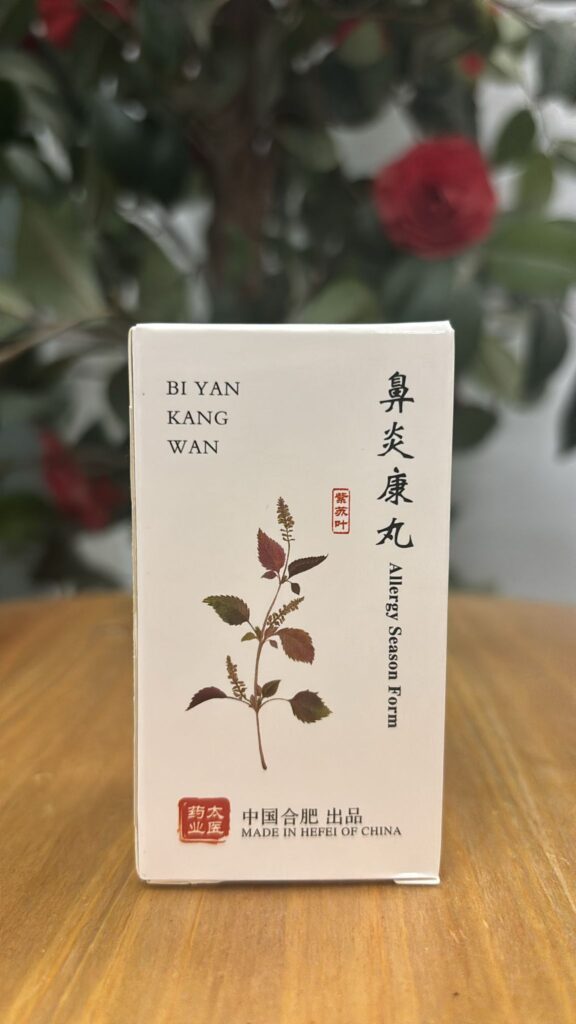 BI YAN
KANG
WAN
鼻炎康丸
Allergy Season Form
紫苏叶
太医
药业
中国合肥 出品
MADE IN HEFEI OF CHINA